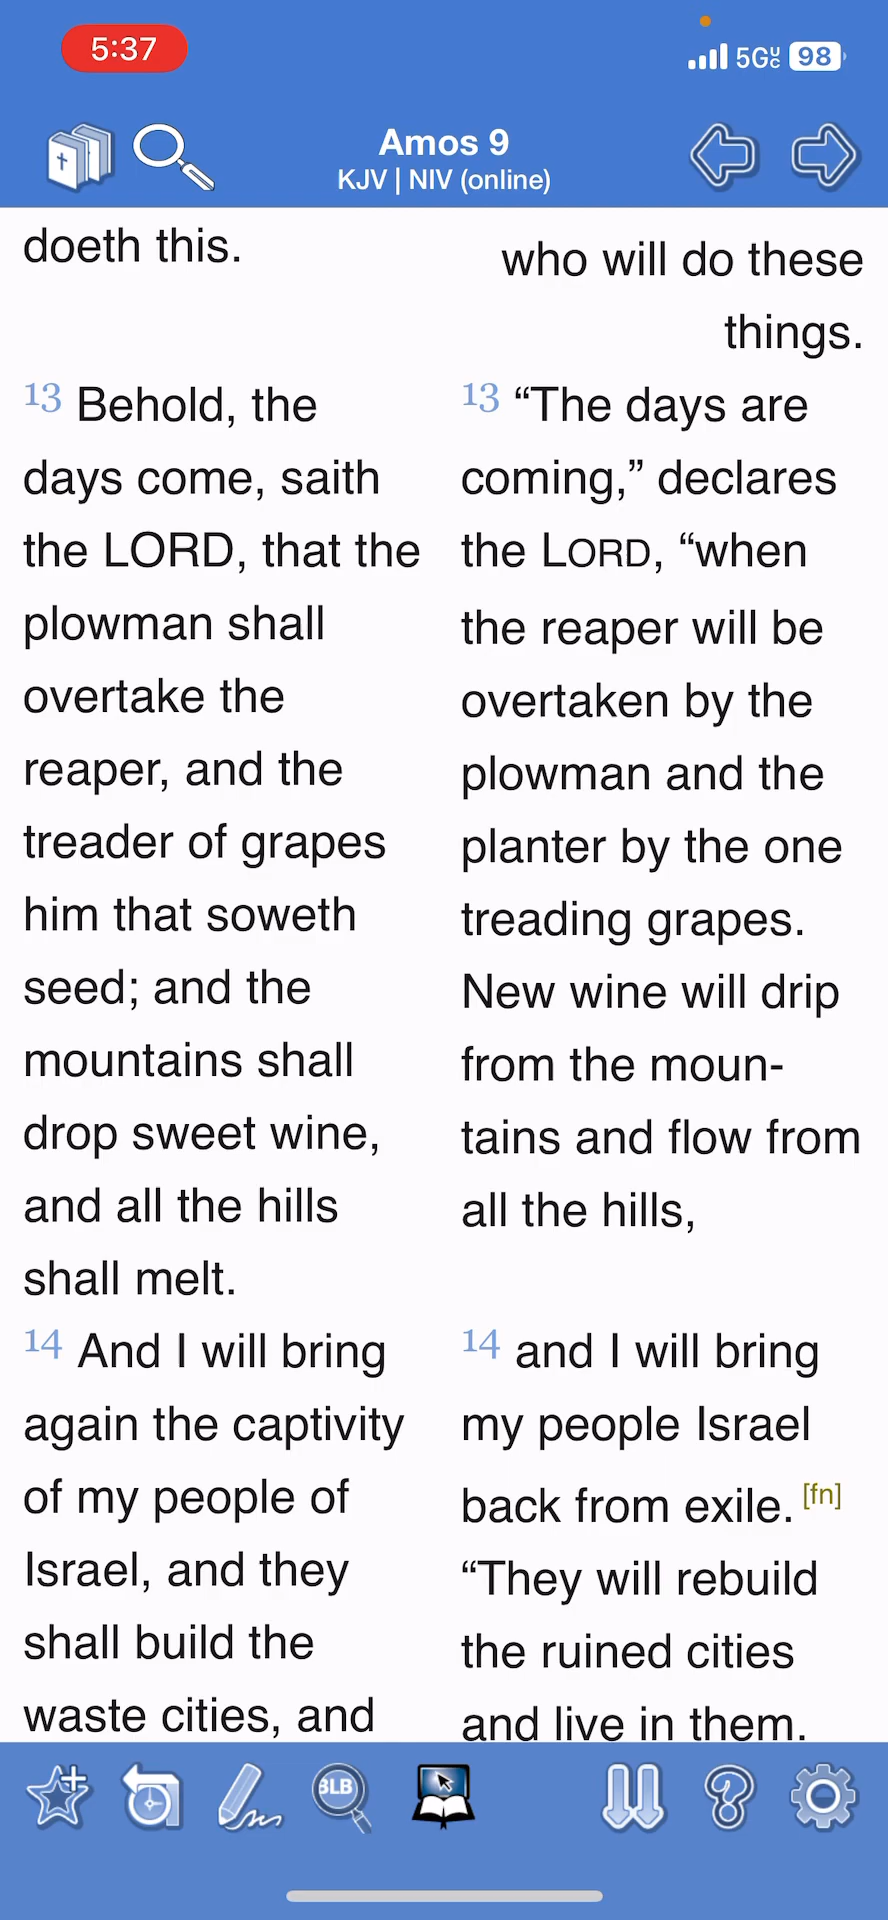 5:37
5G
98
Amos 9
KJV | NIV (online)
doeth this.
13 Behold, the
days come, saith
the LORD, that the
plowman shall
overtake the
reaper, and the
treader of grapes
him that soweth
seed; and the
mountains shall
drop sweet wine,
and all the hills
shall melt.
14 And I will bring
again the captivity
of my people of
Israel, and they
shall build the
waste cities, and
who will do these
things.
13 “The days are
coming,” declares
the LORD, “when
the reaper will be
overtaken by the
plowman and the
planter by the one
treading grapes.
New wine will drip
from the moun-
tains and flow from
all the hills,
14 and I will bring
my people Israel
back from exile. [fn]
“They will rebuild
the ruined cities
and live in them.
BLB